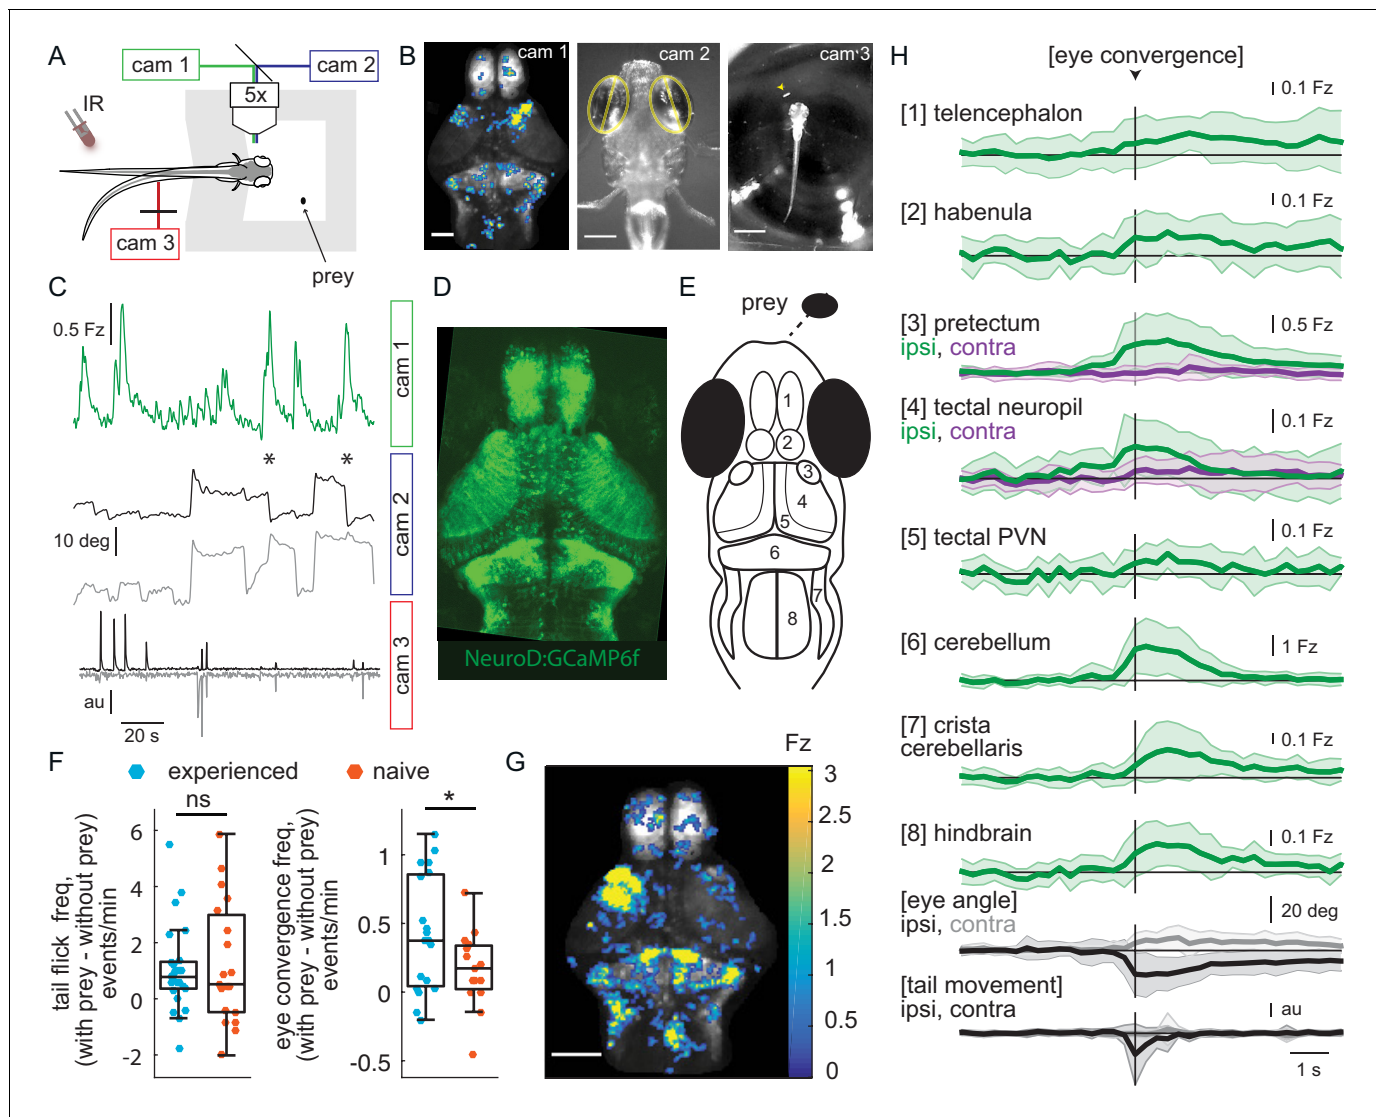 A
cam 1
cam 2
5x
IR
cam 3
prey
B
cam 1
cam 2
cam 3
C
0.5 Fz
cam 1
*
*
10 deg
cam 2
au
20 s
cam 3
D
NeuroD:GCaMP6f
E
prey
1
2
3
4
5
6
7
8
F
experienced
naive
ns
tail flick freq,
(with prey - without prey)
events/min
6
4
2
0
-2
*
eye convergence freq,
(with prey - without prey)
events/min
1
0.5
0
-0.5
G
Fz
3
2.5
2
1.5
1
0.5
0
H
[eye convergence]
0.1 Fz
[1] telencephalon
0.1 Fz
[2] habenula
[3] pretectum
ipsi, contra
0.5 Fz
[4] tectal neuropil
ipsi, contra
0.1 Fz
[5] tectal PVN
0.1 Fz
[6] cerebellum
1 Fz
[7] crista
cerebellaris
0.1 Fz
[8] hindbrain
0.1 Fz
[eye angle]
ipsi, contra
20 deg
[tail movement]
ipsi, contra
au
1 s